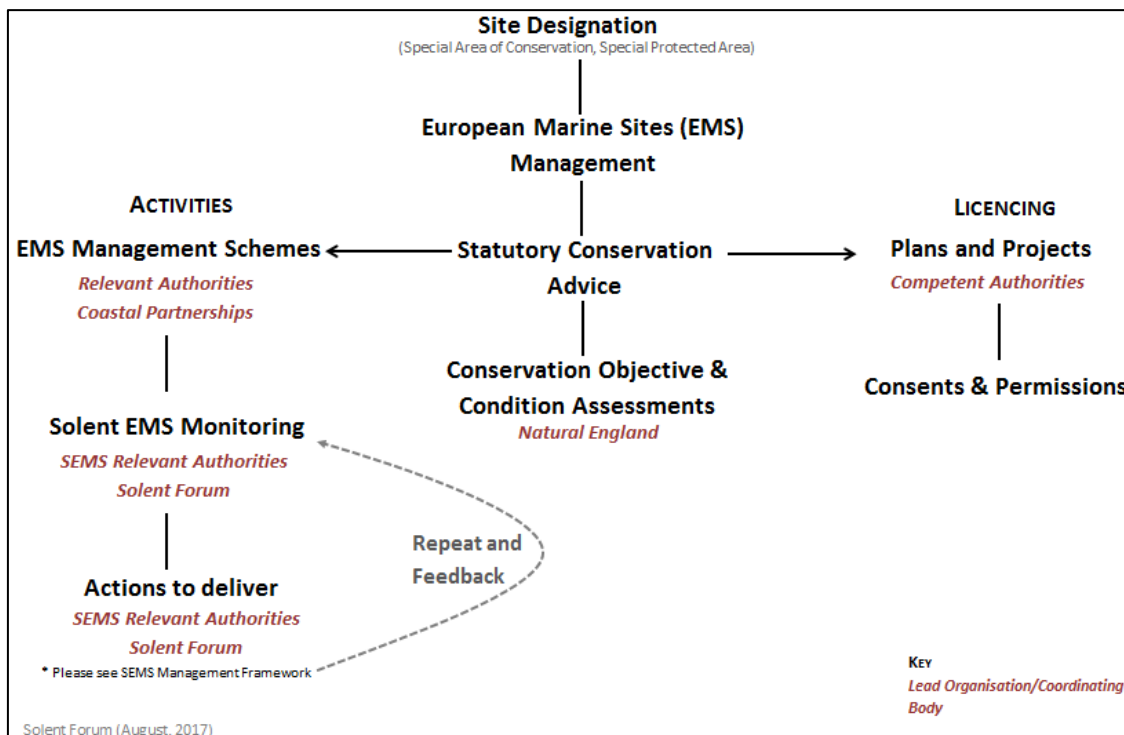 Site Designation
(Special Area of Conservation, Special Protected Area)
European Marine Sites (EMS)
Management
ACTIVITIES
EMS Management Schemes
Relevant Authorities
Coastal Partnerships
Statutory Conservation
Advice
LICENCING
Plans and Projects
Competent Authorities
Conservation Objective &
Condition Assessments
Natural England
Consents & Permissions
Solent EMS Monitoring
SEMS Relevant Authorities
Solent Forum
Repeat and
Feedback
Actions to deliver
SEMS Relevant Authorities
Solent Forum
* Please see SEMS Management Framework
KEY
Lead Organisation/Coordinating
Body
Solent Forum (August, 2017)